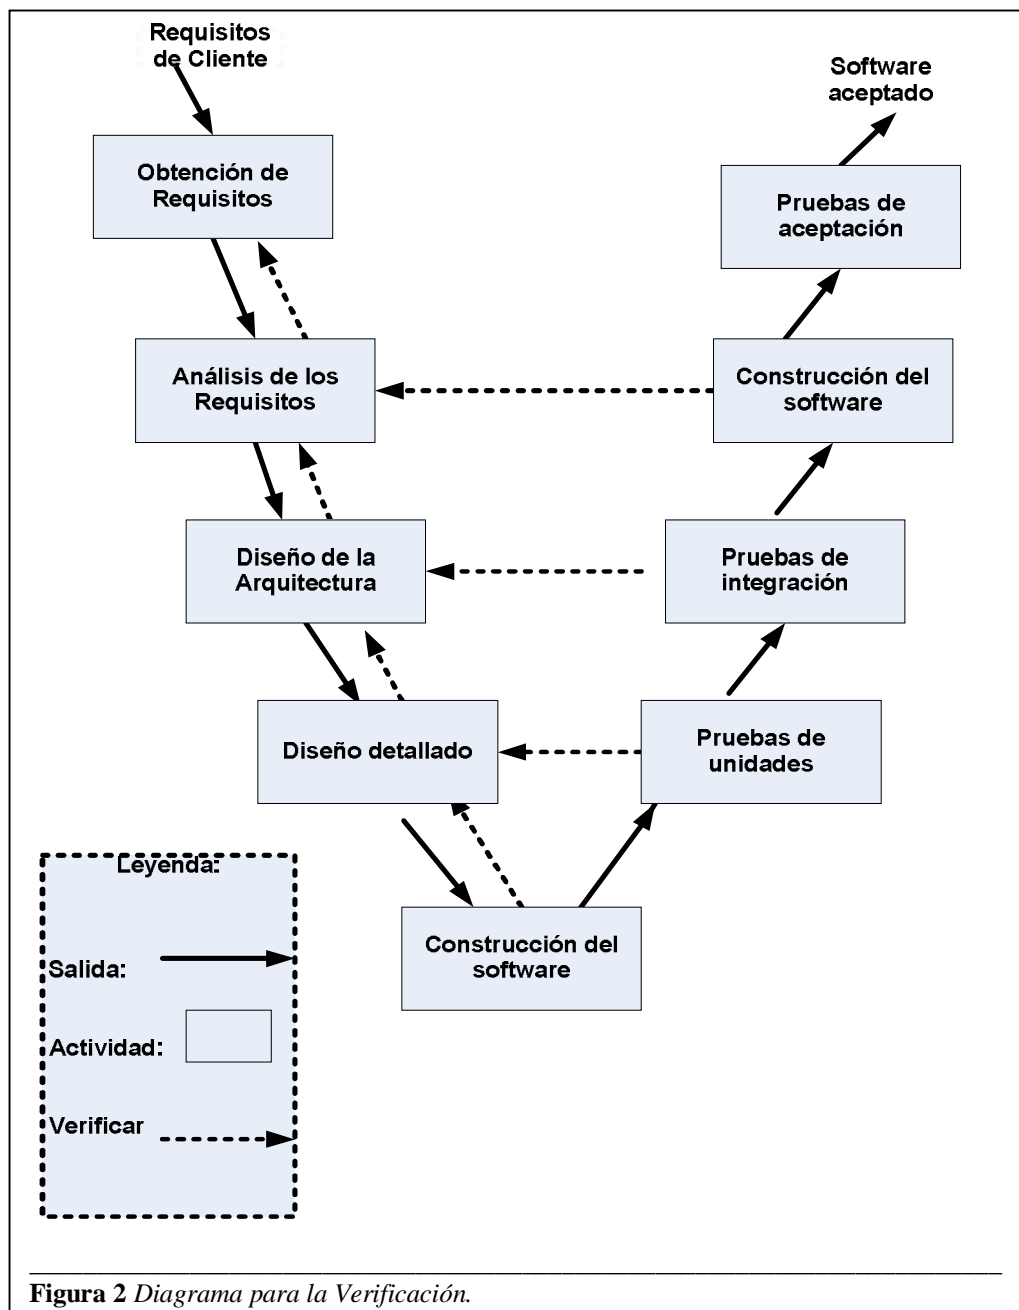 Requisitos
de Cliente
Software
aceptado
Obtención de
Requisitos
Pruebas de
aceptación
Análisis de los
Requisitos
Construcción del
software
Diseño de la
Arquitectura
Pruebas de
integración
Diseño detallado
Pruebas de
unidades
Construcción del
software
Leyenda:
Salida:
Actividad:
Verificar
Figura 2 Diagrama para la Verificación.